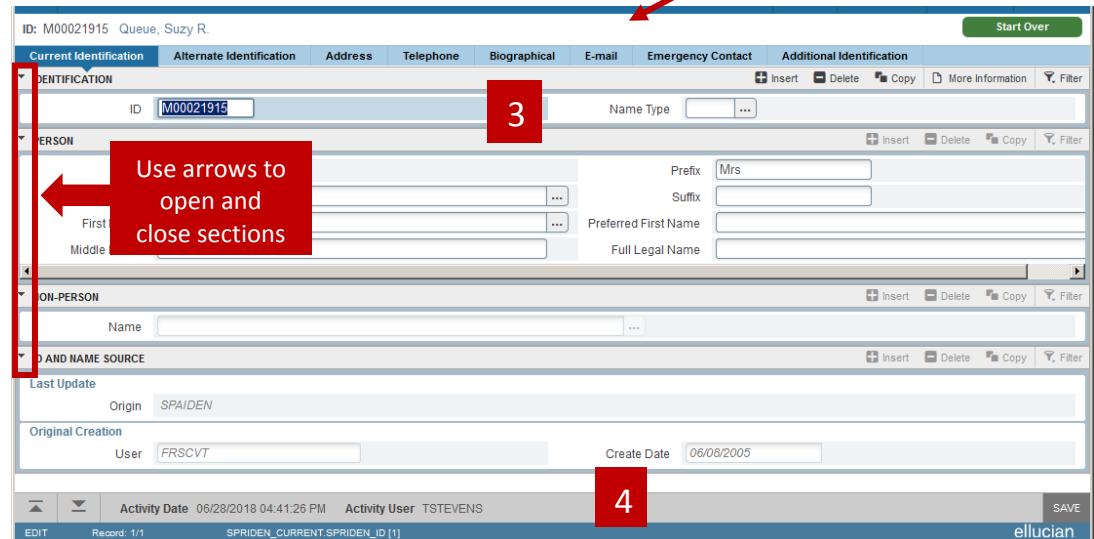 ID: M00021915 Queue, Suzy R. Start Over
Current Identification Alternate Identification Address Telephone Biographical E-mail Emergency Contact Additional Identification
DENTIFICATION Insert Delete Copy More Information Filter
ID M00021915 3 Name Type ...
PERSON Insert Delete Copy Filter
Use arrows to
open and
close sections
Prefix Mrs
... Suffix
First ... Preferred First Name
Middle Full Legal Name
ON-PERSON Insert Delete Copy Filter
Name ...
D AND NAME SOURCE Insert Delete Copy Filter
Last Update
Origin SPAIDEN
Original Creation
User FRSCVT Create Date 06/08/2005
4
Activity Date 06/28/2018 04:41:26 PM Activity User TSTEVENS SAVE
EDIT Record: 1/1 SPRIDEN_CURRENT.SPRIDEN_ID [1] ellucian